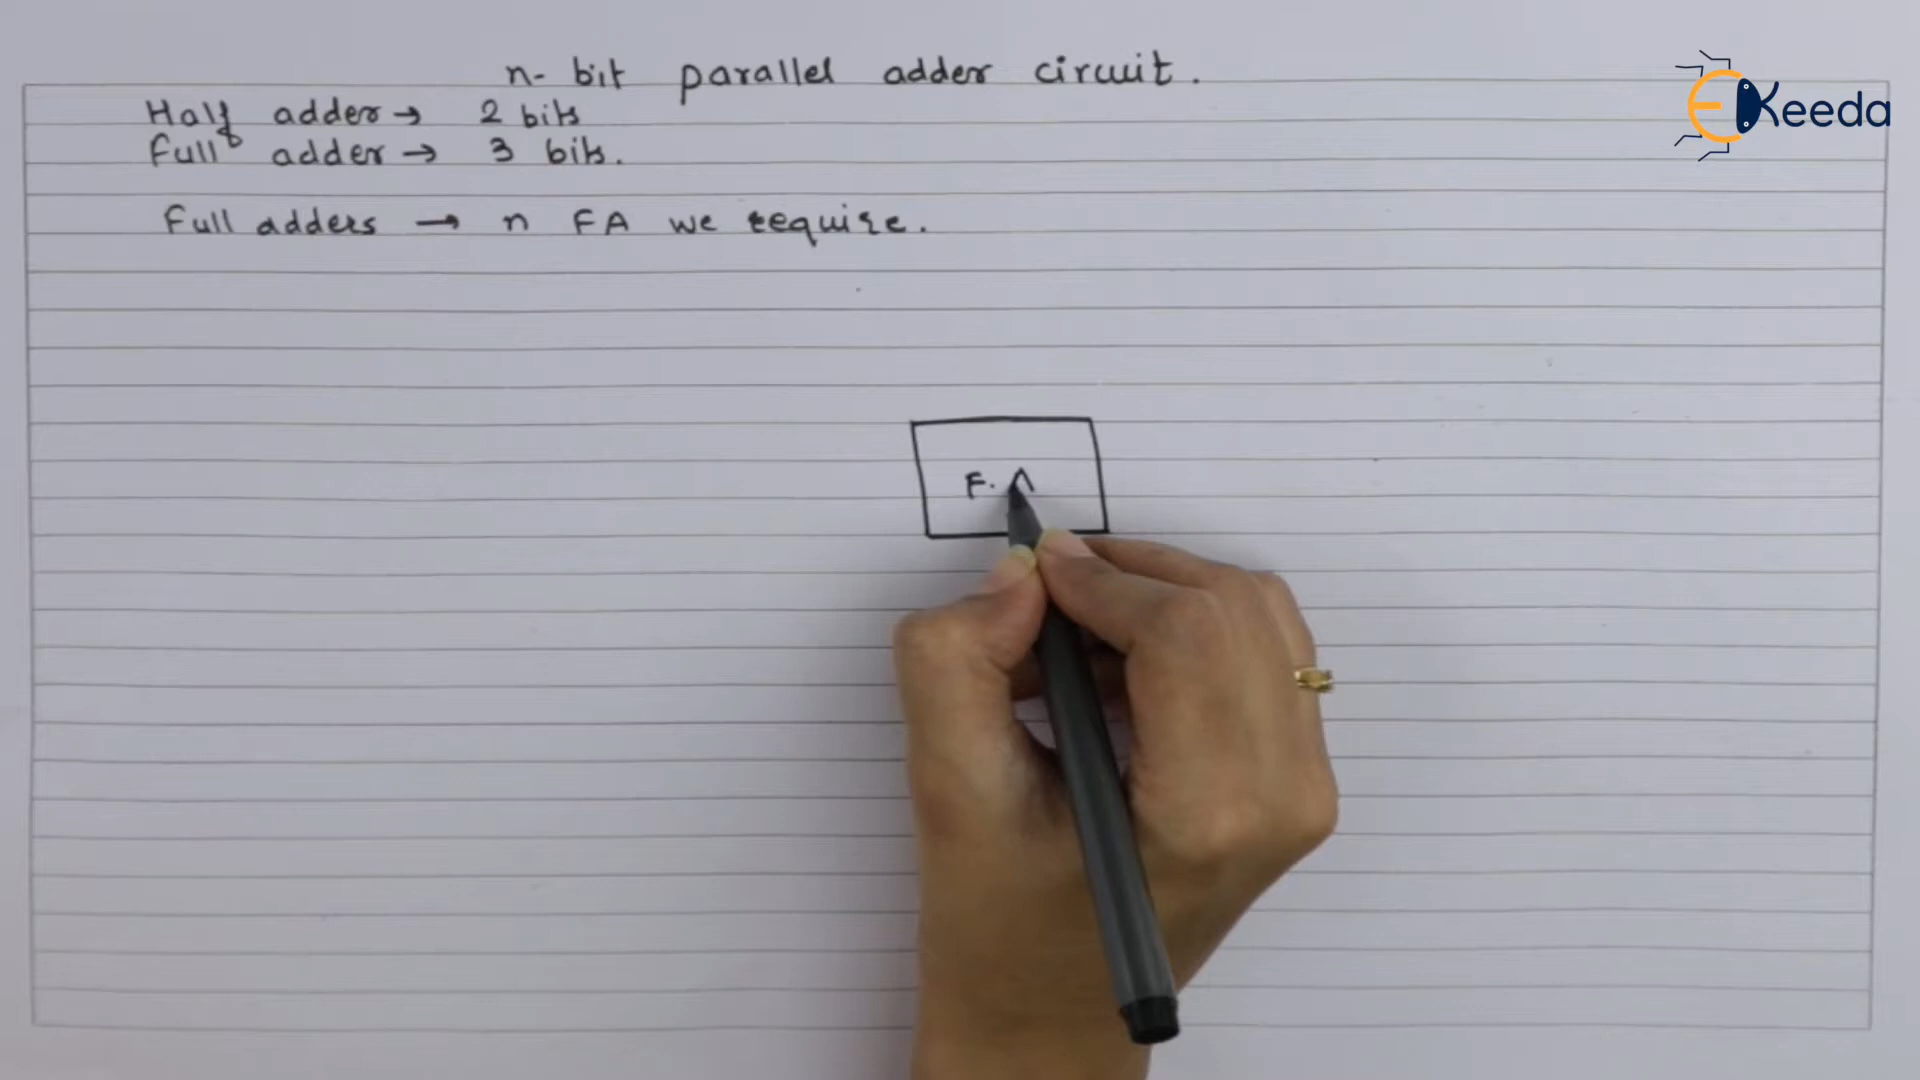 n- bit parallel adder circuit.
Half adder → 2 bits
Full adder → 3 bits.
Full adders → n FA we require.
F. A
EKeeda